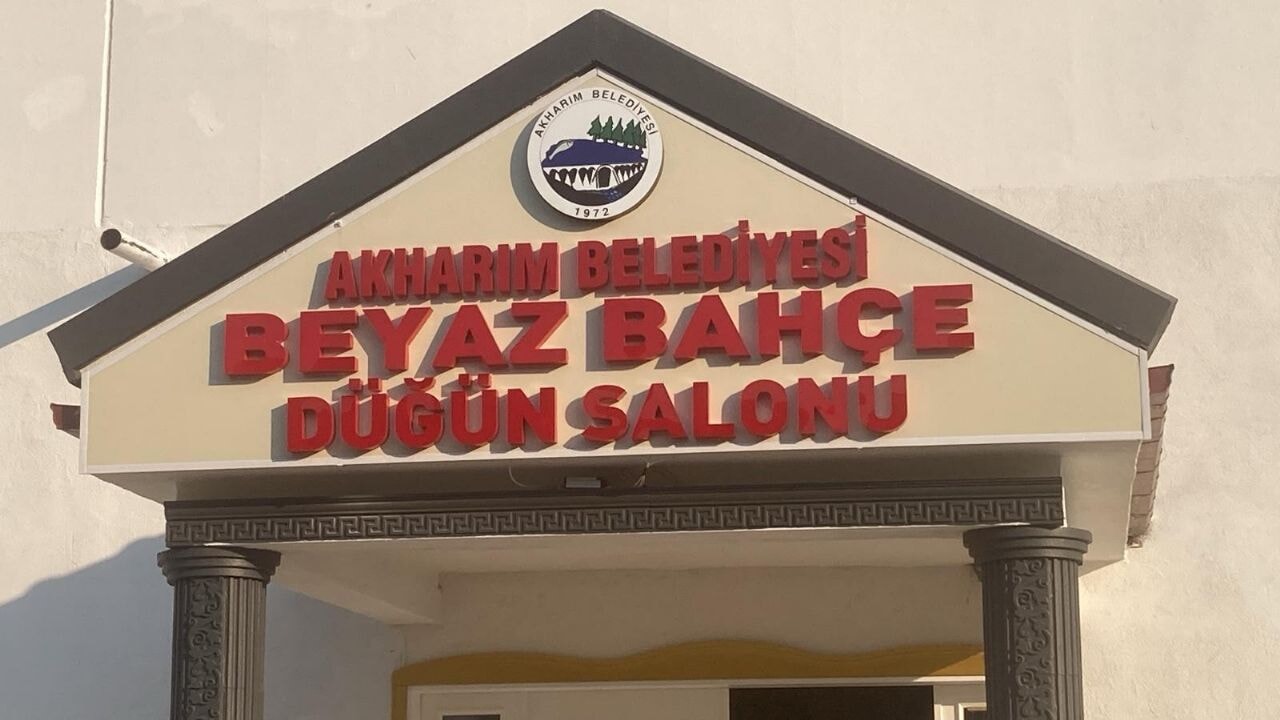 AKHARIM BELEDİYESİ
1972
AKHARIM BELEDİYESİ
BEYAZ BAHÇE
DÜĞÜN SALONU